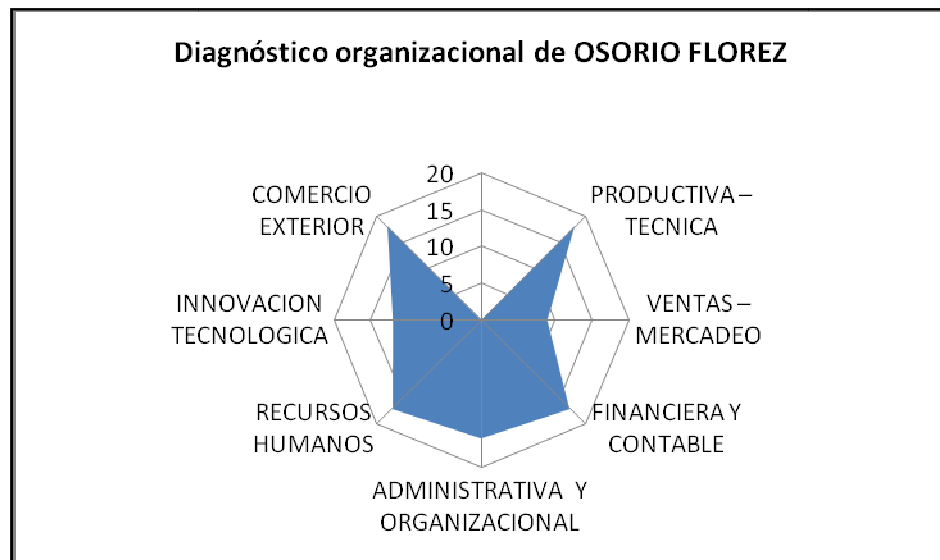 Diagnóstico organizacional de OSORIO FLOREZ
20
15
10
5
0
PRODUCTIVA –
TECNICA
VENTAS –
MERCADEO
FINANCIERA Y
CONTABLE
ADMINISTRATIVA Y
ORGANIZACIONAL
RECURSOS
HUMANOS
INNOVACION
TECNOLOGICA
COMERCIO
EXTERIOR